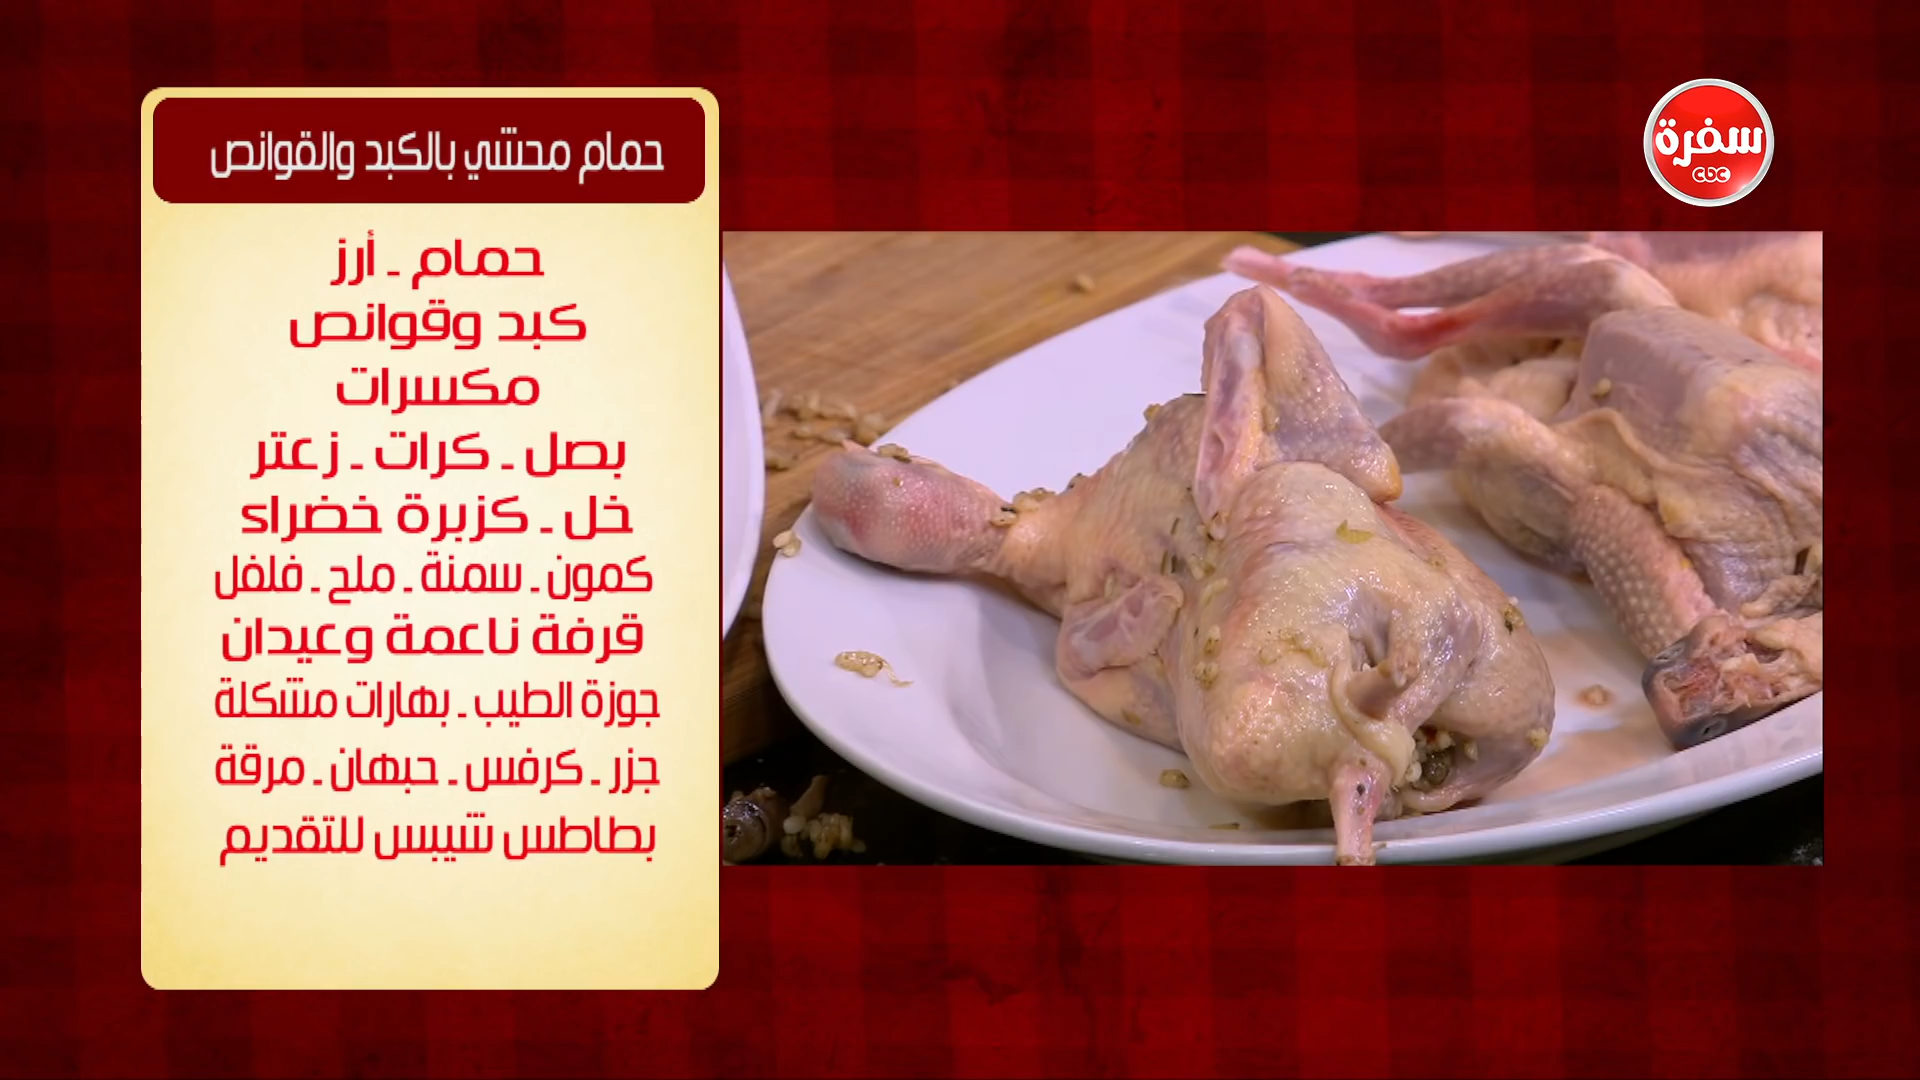 حمام محشي بالكبد والقوانص
حمام - أرز
كبد وقوانص
مكسرات
بصل - كرات - زعتر
خل - كزبرة خضراء
كمون - سمنة - ملح - فلفل
قرفة ناعمة وعيدان
جوزة الطيب - بهارات مشكلة
جزر - كرفس - حبهان - مرقة
بطاطس شيبس للتقديم
سفرة
cbc